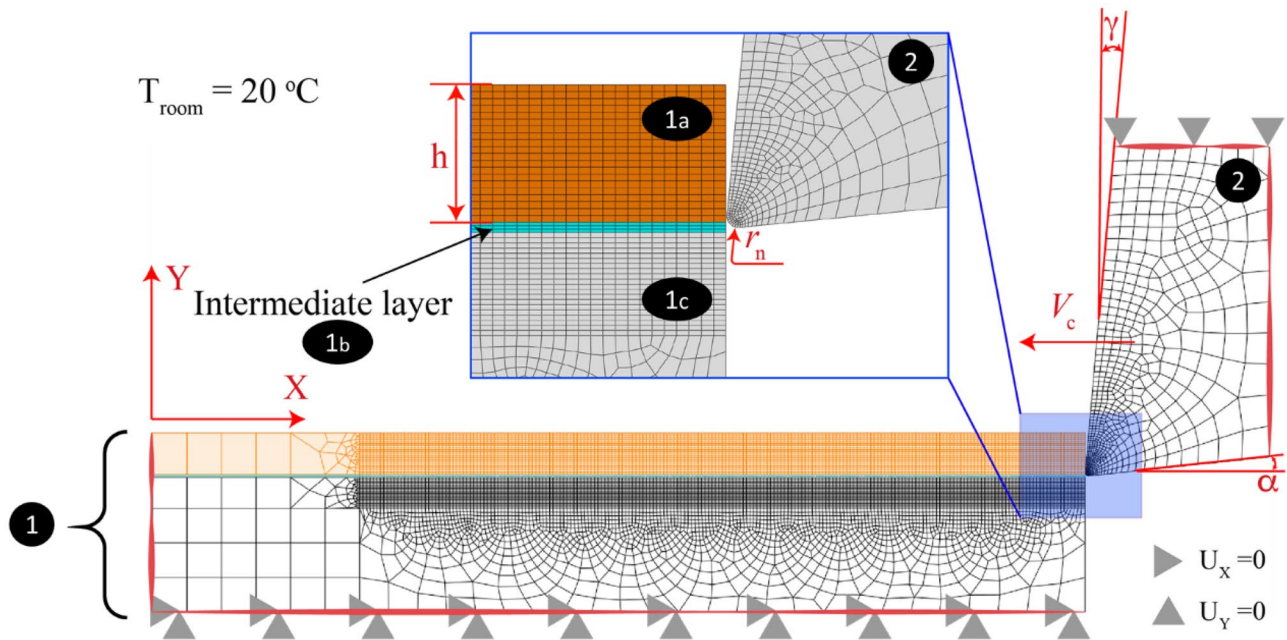 T_room = 20 °C
γ
2
1a
h
2
r_n
Intermediate layer
1c
V_c
Y
1b
X
α
1
U_X =0
U_Y =0